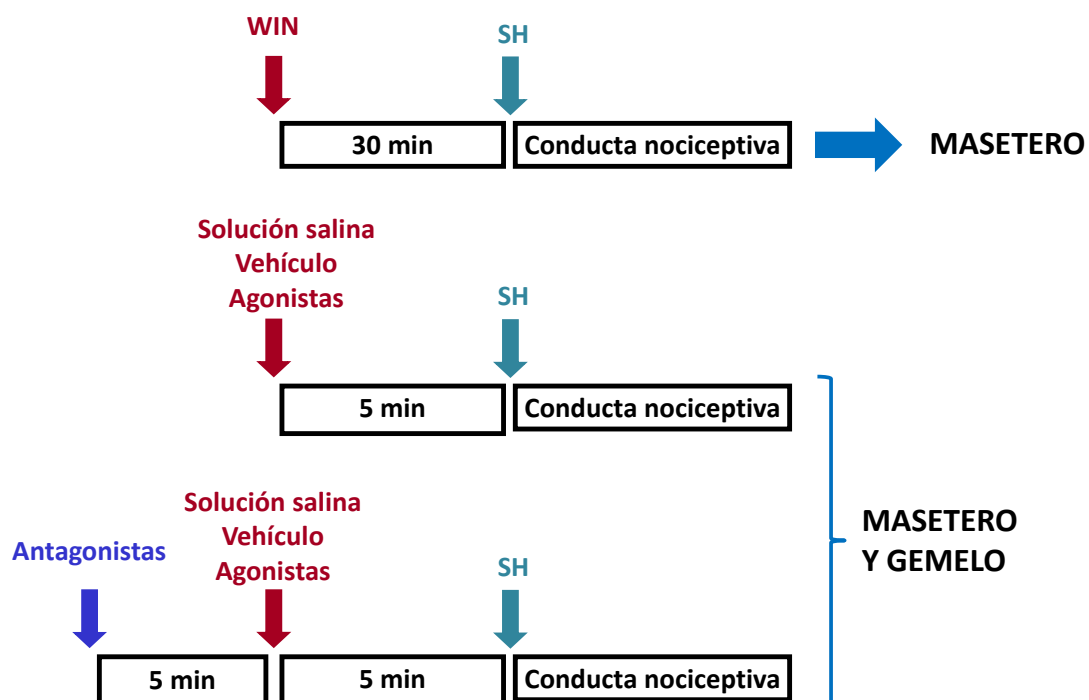 WIN
SH
30 min
Conducta nociceptiva
MASETERO
Solución salina
Vehículo
Agonistas
SH
5 min
Conducta nociceptiva
Solución salina
Vehículo
Agonistas
Antagonistas
SH
5 min
5 min
Conducta nociceptiva
MASETERO
Y GEMELO